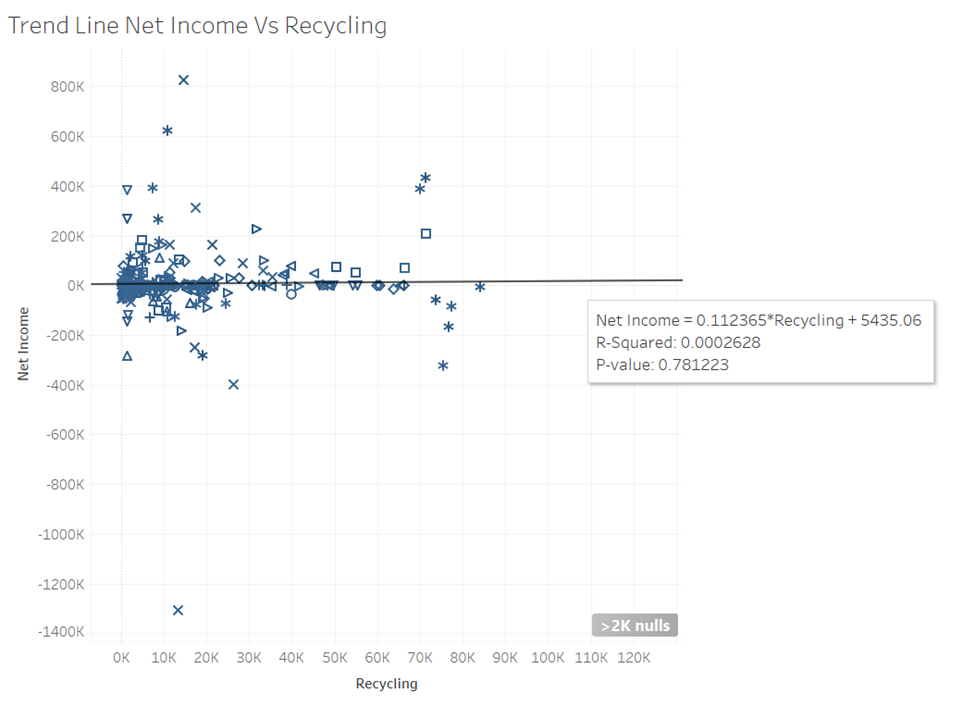 Trend Line Net Income Vs Recycling
800K
600K
400K
200K
0K
-200K
-400K
-600K
-800K
-1000K
-1200K
-1400K
Net Income
Net Income = 0.112365*Recycling + 5435.06
R-Squared: 0.0002628
P-value: 0.781223
>2K nulls
0K 10K 20K 30K 40K 50K 60K 70K 80K 90K 100K 110K 120K
Recycling